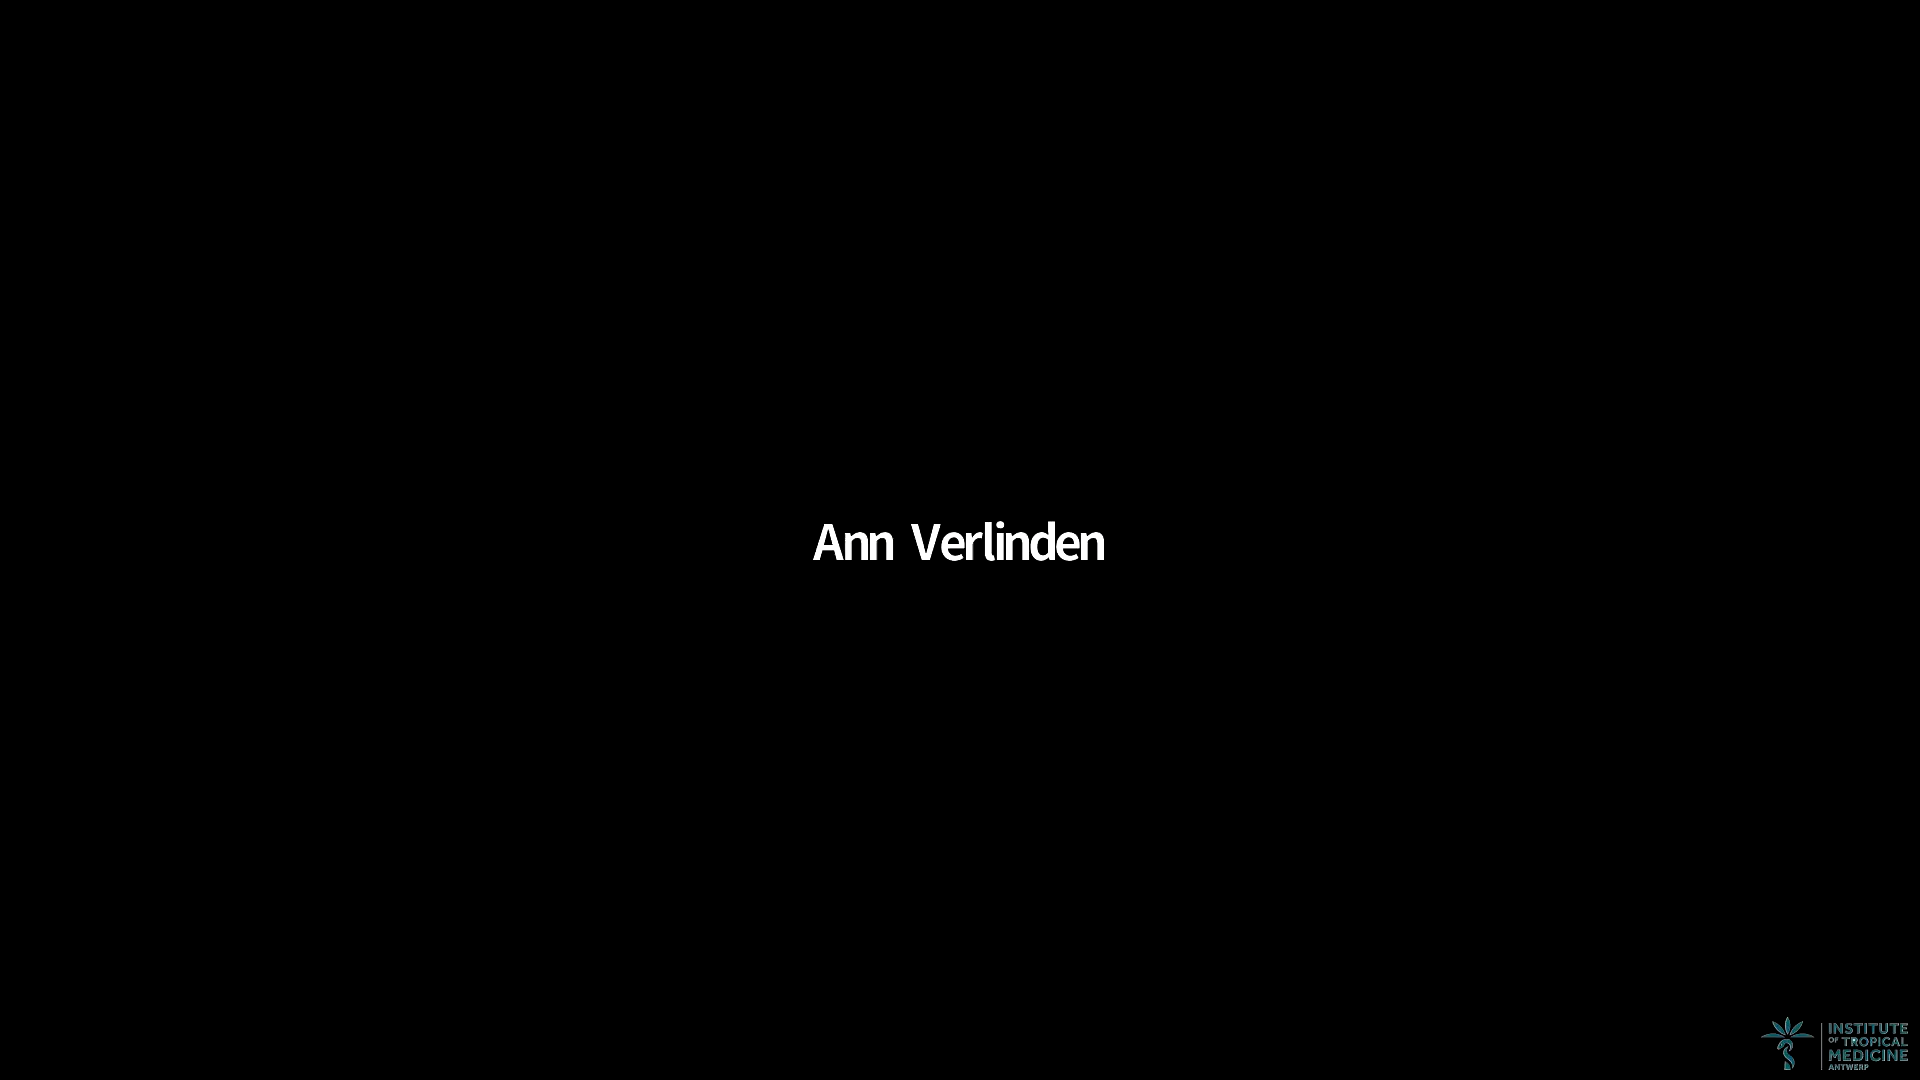 Ann Verlinden
INSTITUTE
OF TROPICAL
MEDICINE
ANTWERP